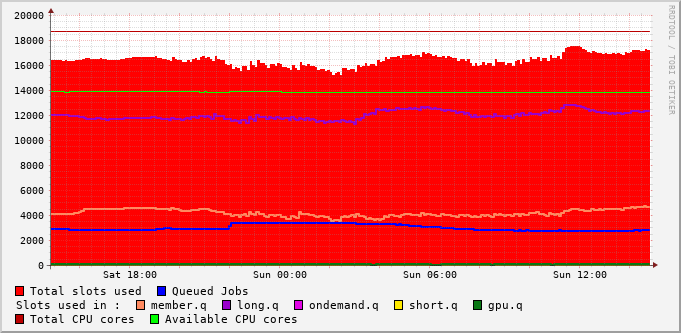 20000
18000
16000
14000
12000
10000
8000
6000
4000
2000
0
Sat 18:00 Sun 00:00 Sun 06:00 Sun 12:00
Total slots used Queued Jobs
Slots used in : member.q long.q ondemand.q short.q gpu.q
Total CPU cores Available CPU cores
RRDTOOL / TOBI OETIKER